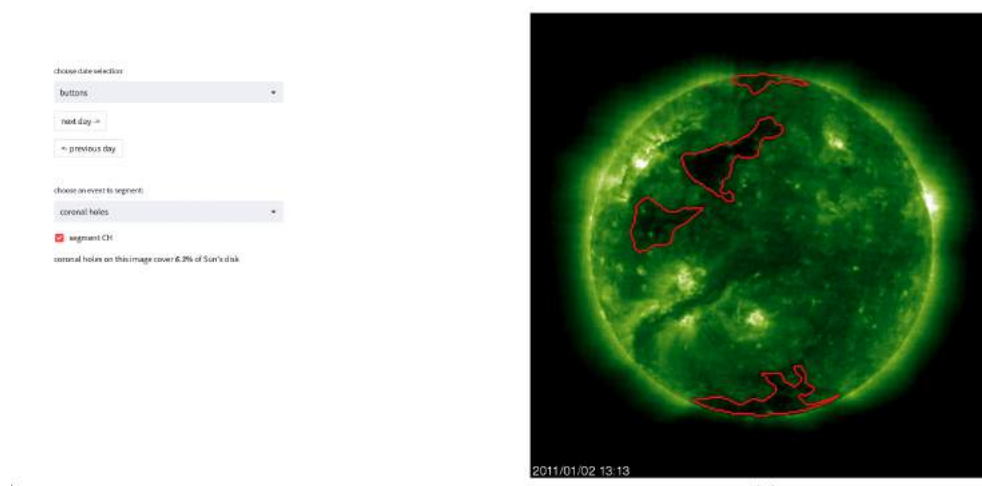 choose date selection:
buttons
next day ->
<- previous day
choose an event to segment:
coronal holes
segment CH
coronal holes on this image cover 6.2% of Sun's disk
2011/01/02 13:13